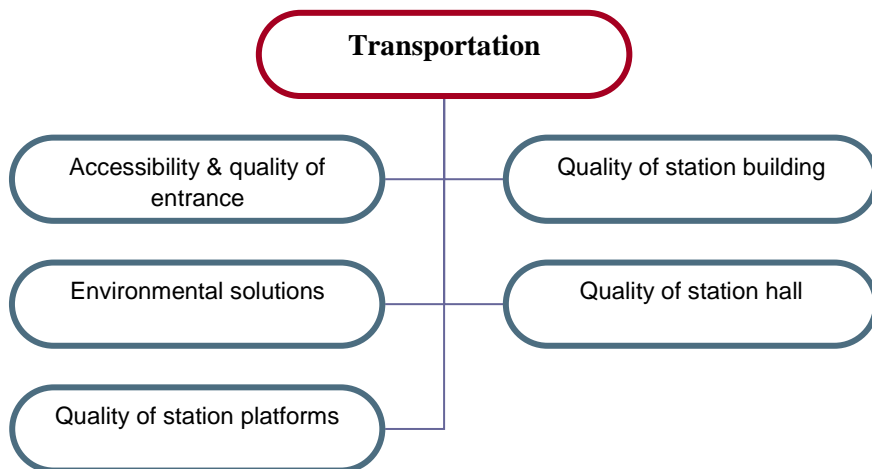 Transportation
Accessibility & quality of
entrance
Quality of station building
Environmental solutions
Quality of station hall
Quality of station platforms